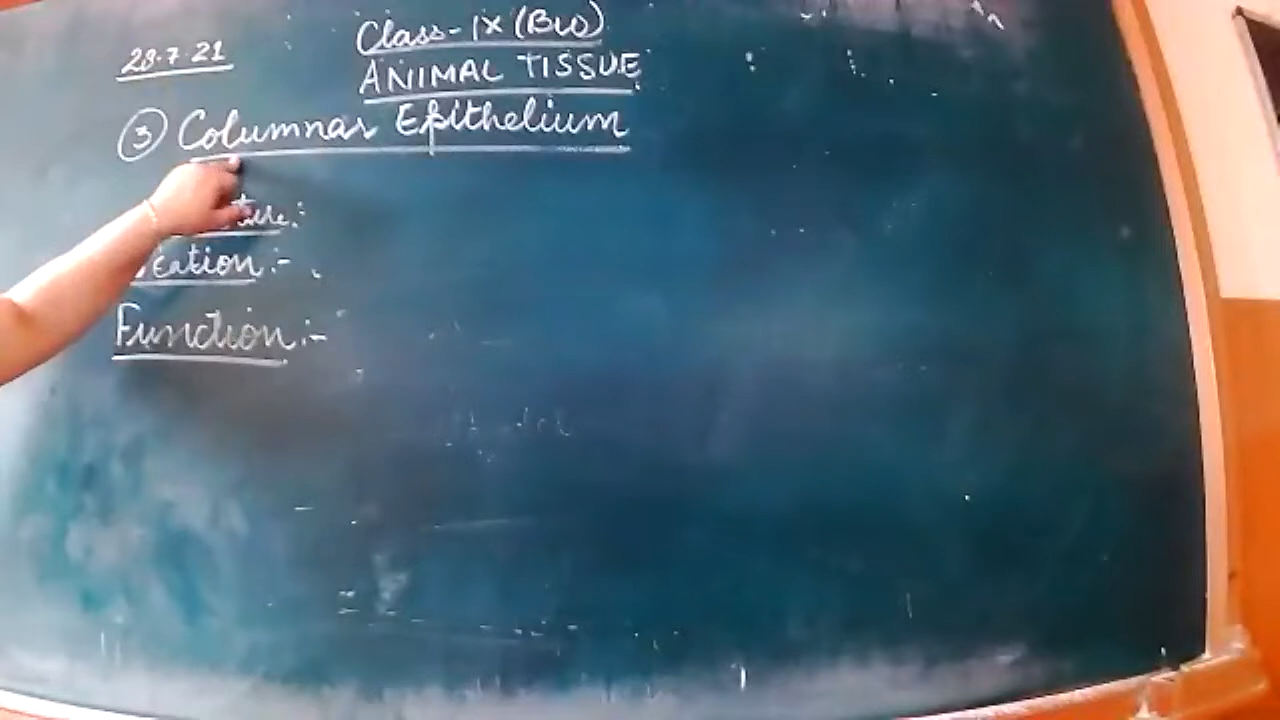 28.7.21
Class-IX (Bio)
ANIMAL TISSUE
③ Columnar Epithelium
Function :-